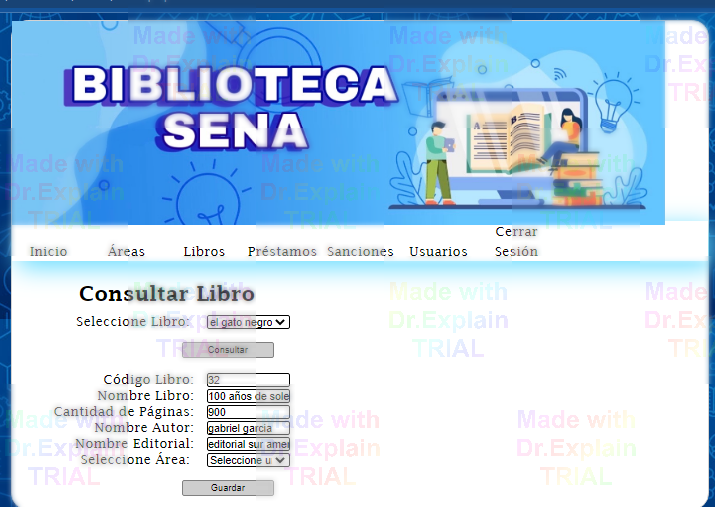 BIBLIOTECA
SENA
Inicio Áreas Libros Préstamos Sanciones Usuarios Cerrar Sesión
Consultar Libro
Seleccione Libro: el gato negro
Consultar
Código Libro: 32
Nombre Libro: 100 años de sole
Cantidad de Páginas: 900
Nombre Autor: gabriel garcia
Nombre Editorial: editorial sur amer
Seleccione Área: Seleccione u
Guardar
Made with
Dr.Explain
TRIAL